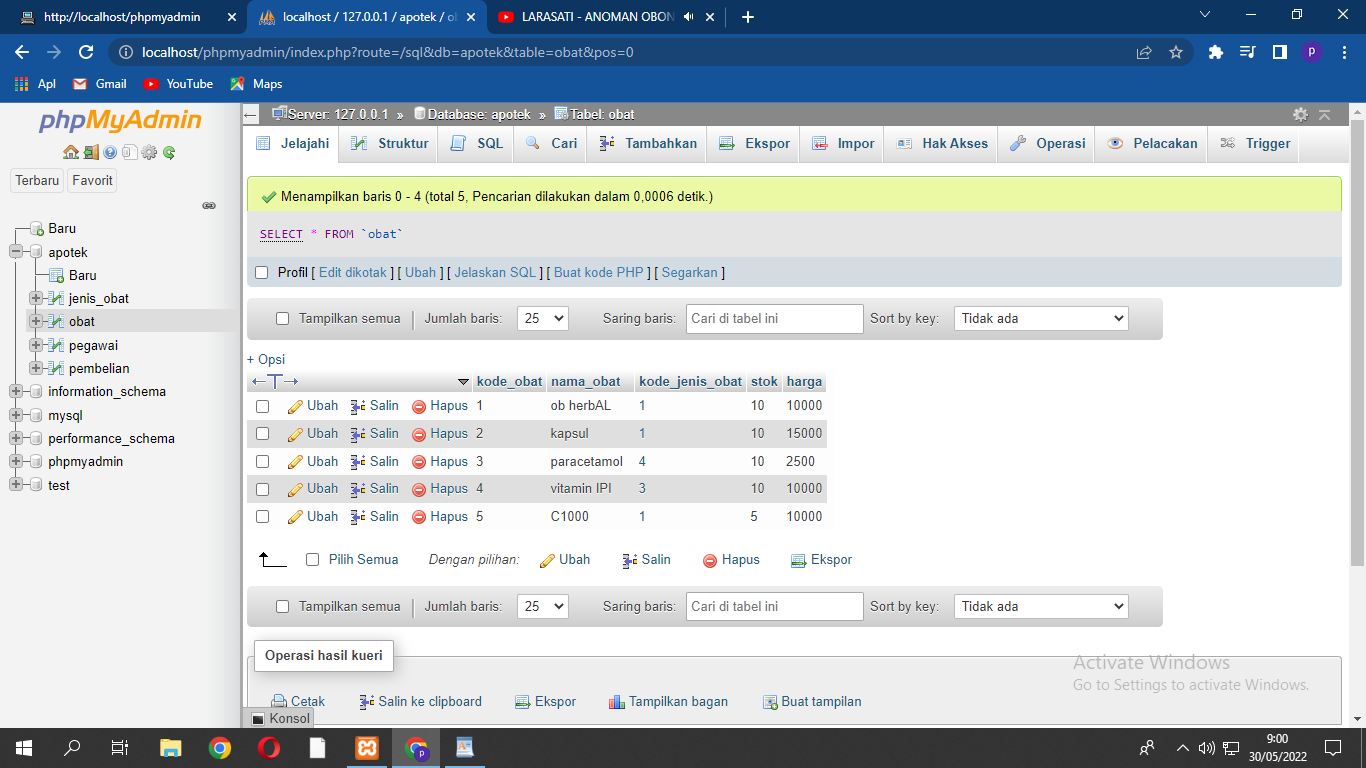 http://localhost/phpmyadmin
localhost / 127.0.0.1 / apotek / ob
LARASATI - ANOMAN OBON
localhost/phpmyadmin/index.php?route=/sql&db=apotek&table=obat&pos=0
P
Apl Gmail YouTube Maps
phpMyAdmin
Terbaru Favorit
Baru
apotek
Baru
jenis_obat
obat
pegawai
pembelian
information_schema
mysql
performance_schema
phpmyadmin
test
Server: 127.0.0.1 » Database: apotek » Tabel: obat
Jelajahi Struktur SQL Cari Tambahkan Ekspor Impor Hak Akses Operasi Pelacakan Trigger
Menampilkan baris 0 - 4 (total 5, Pencarian dilakukan dalam 0,0006 detik.)
SELECT * FROM `obat`
Profil [ Edit dikotak ] [ Ubah ] [ Jelaskan SQL ] [ Buat kode PHP ] [ Segarkan ]
Tampilkan semua | Jumlah baris: 25 Saring baris: Cari di tabel ini Sort by key: Tidak ada
+ Opsi
←T→ kode_obat nama_obat kode_jenis_obat stok harga
Ubah Salin Hapus 1 ob herbAL 1 10 10000
Ubah Salin Hapus 2 kapsul 1 10 15000
Ubah Salin Hapus 3 paracetamol 4 10 2500
Ubah Salin Hapus 4 vitamin IPI 3 10 10000
Ubah Salin Hapus 5 C1000 1 5 10000
Pilih Semua Dengan pilihan: Ubah Salin Hapus Ekspor
Tampilkan semua | Jumlah baris: 25 Saring baris: Cari di tabel ini Sort by key: Tidak ada
Operasi hasil kueri
Cetak Salin ke clipboard Ekspor Tampilkan bagan Buat tampilan
Konsol
Activate Windows
Go to Settings to activate Windows.
9:00
30/05/2022